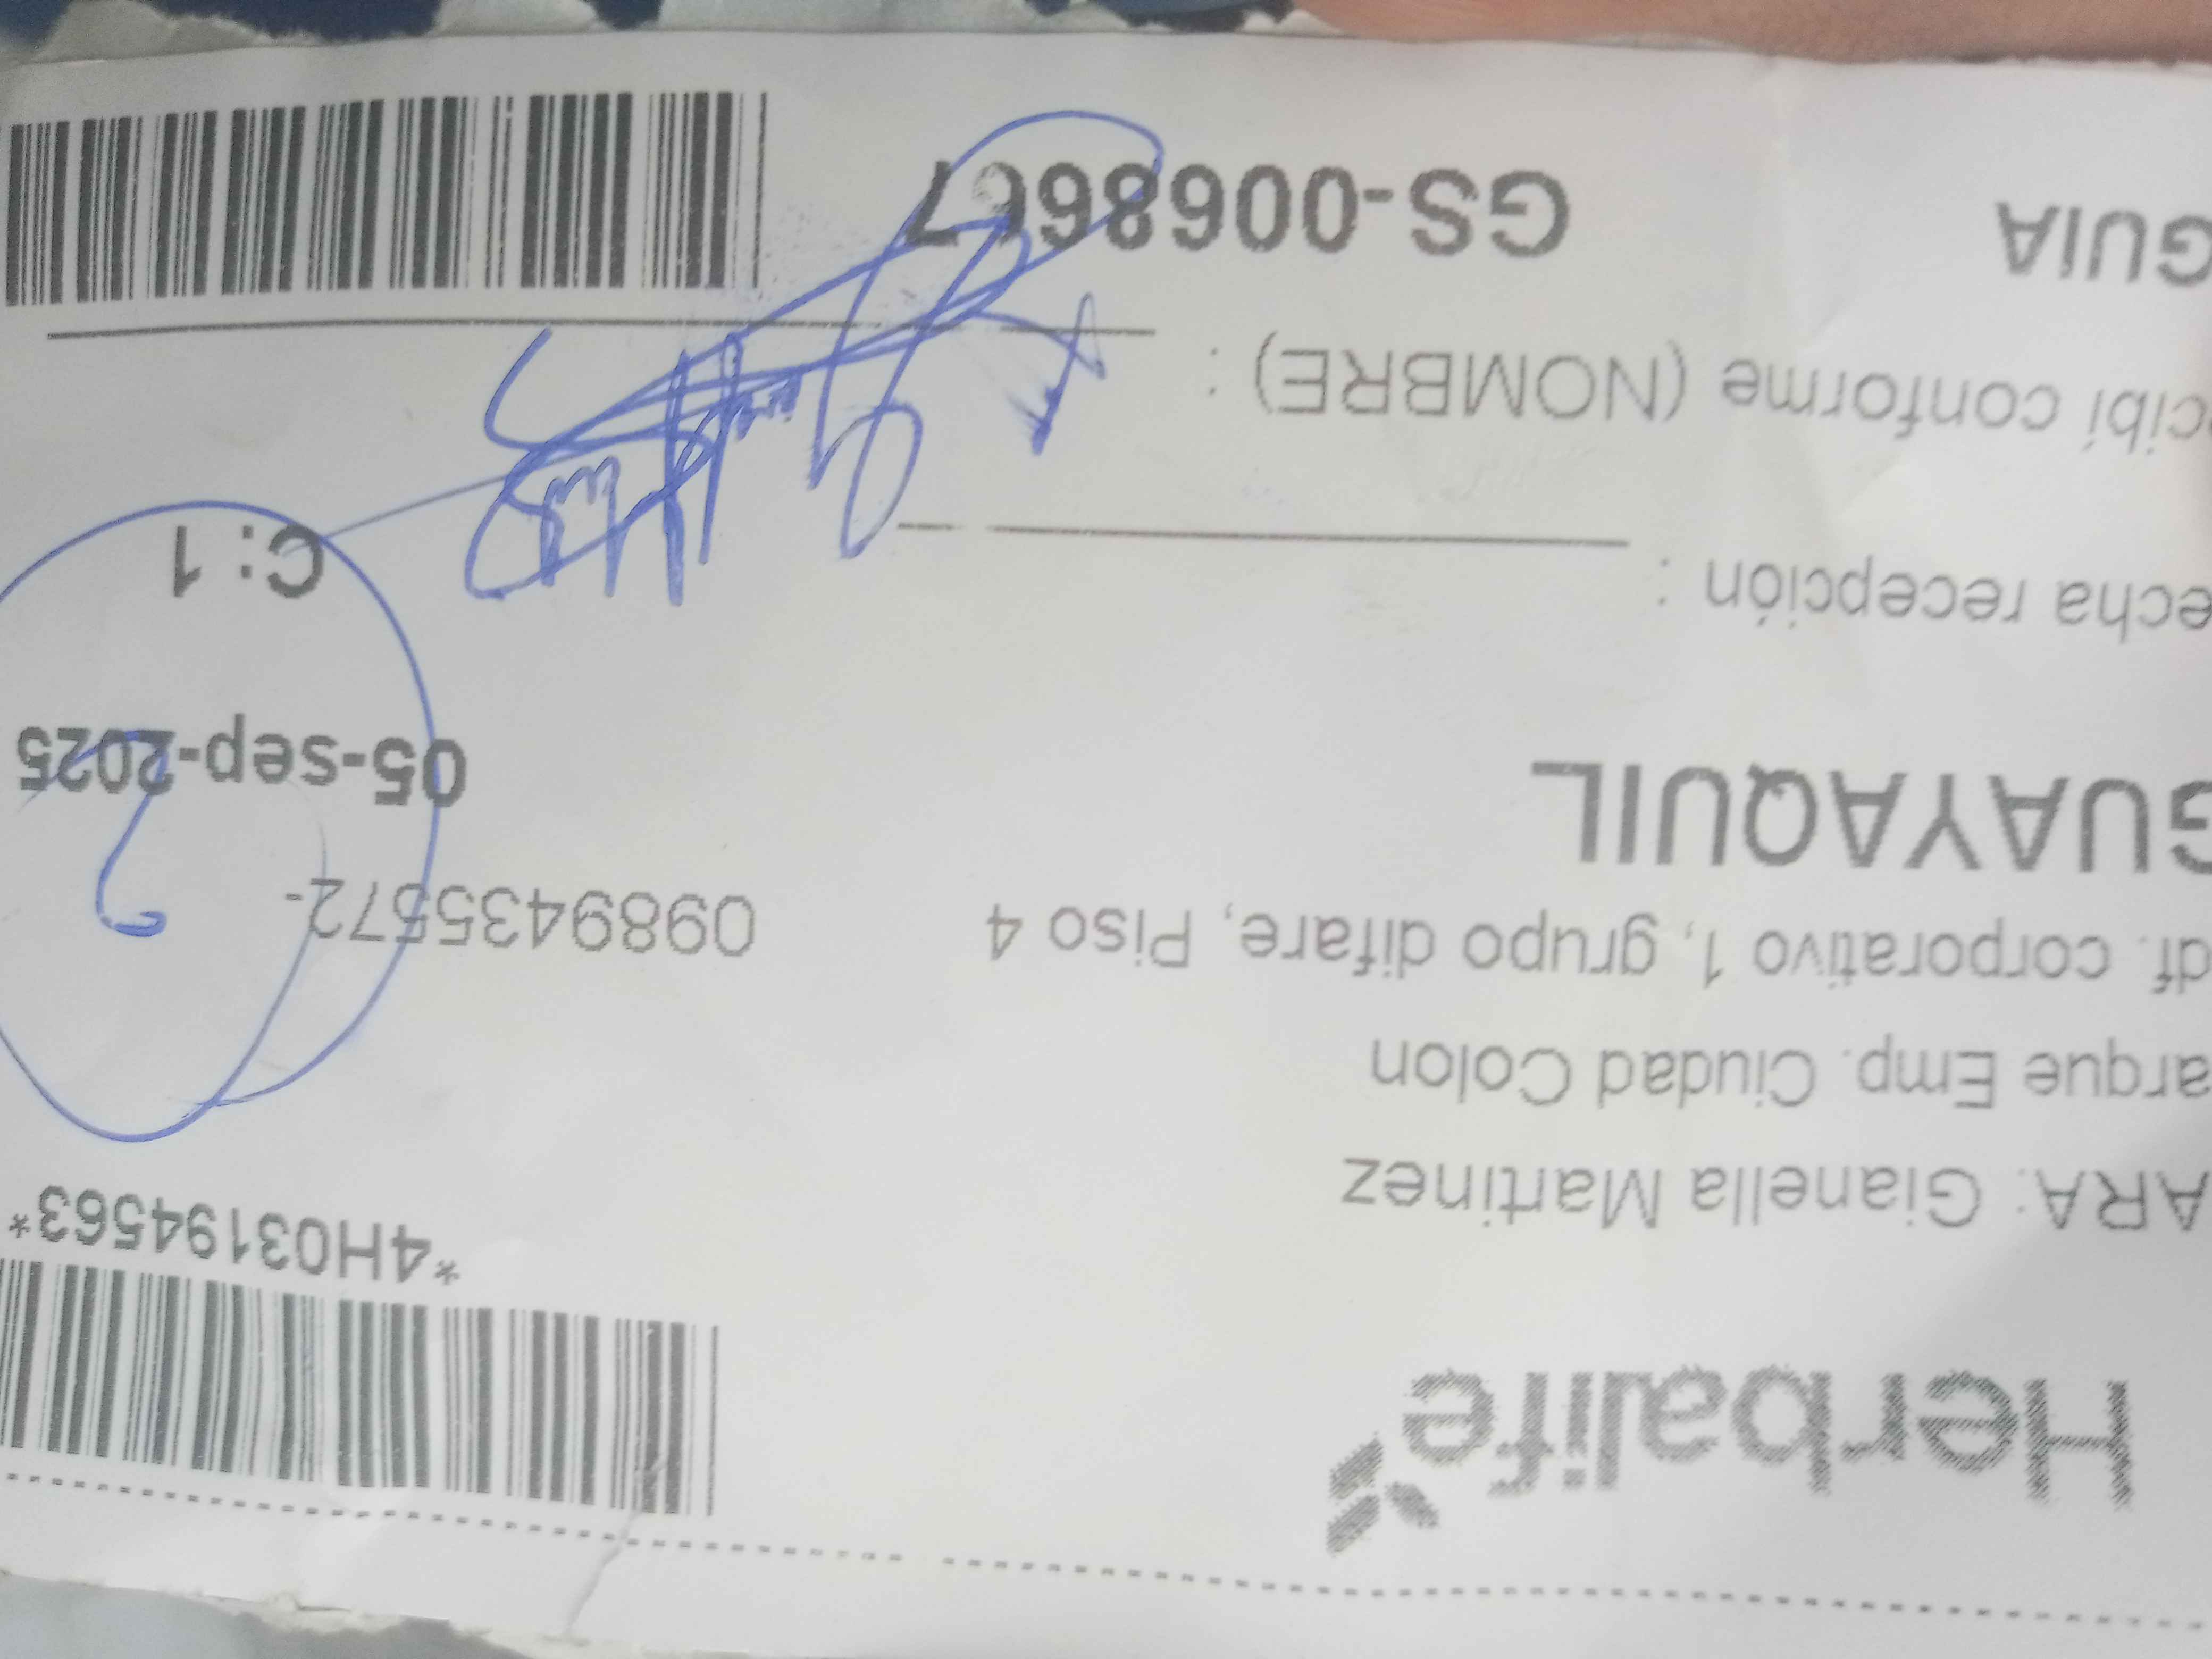 Herbalife
*4H03194563*
ARA: Gianella Martinez
arque Emp. Ciudad Colon
df. corporativo 1, grupo difare, Piso 4
0989435572-
GUAYAQUIL
05-sep-2025
echa recepción :
C: 1
cibí conforme (NOMBRE) :
GUIA
GS-00686867